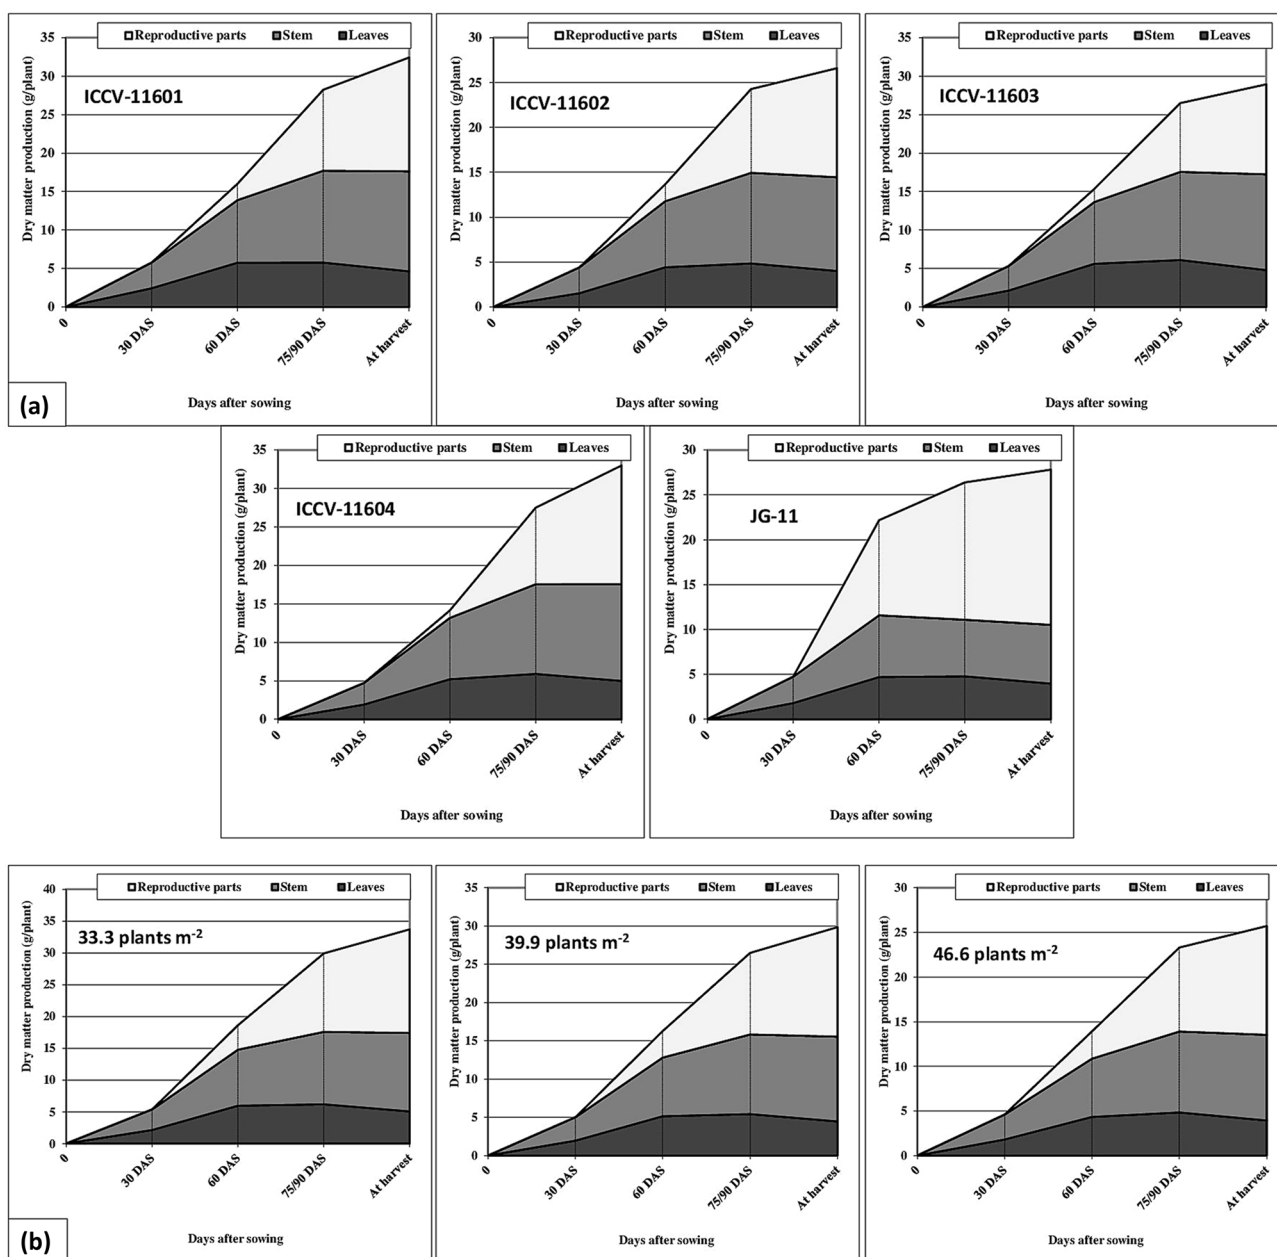 Reproductive parts Stem Leaves
Dry matter production (g/plant)
35
30
25
20
15
10
5
0
ICCV-11601
0
30 DAS
60 DAS
75/90 DAS
At harvest
Days after sowing
Reproductive parts Stem Leaves
Dry matter production (g/plant)
30
25
20
15
10
5
0
ICCV-11602
0
30 DAS
60 DAS
75/90 DAS
At harvest
Days after sowing
Reproductive parts Stem Leaves
Dry matter production (g/plant)
35
30
25
20
15
10
5
0
ICCV-11603
0
30 DAS
60 DAS
75/90 DAS
At harvest
Days after sowing
(a)
Reproductive parts Stem Leaves
Dry matter production (g/plant)
35
30
25
20
15
10
5
0
ICCV-11604
0
30 DAS
60 DAS
75/90 DAS
At harvest
Days after sowing
Reproductive parts Stem Leaves
Dry matter production (g/plant)
30
25
20
15
10
5
0
JG-11
0
30 DAS
60 DAS
75/90 DAS
At harvest
Days after sowing
Reproductive parts Stem Leaves
Dry matter production (g/plant)
40
35
30
25
20
15
10
5
0
33.3 plants m⁻²
0
30 DAS
60 DAS
75/90 DAS
At harvest
Days after sowing
Reproductive parts Stem Leaves
Dry matter production (g/plant)
35
30
25
20
15
10
5
0
39.9 plants m⁻²
0
30 DAS
60 DAS
75/90 DAS
At harvest
Days after sowing
Reproductive parts Stem Leaves
Dry matter production (g/plant)
30
25
20
15
10
5
0
46.6 plants m⁻²
0
30 DAS
60 DAS
75/90 DAS
At harvest
Days after sowing
(b)